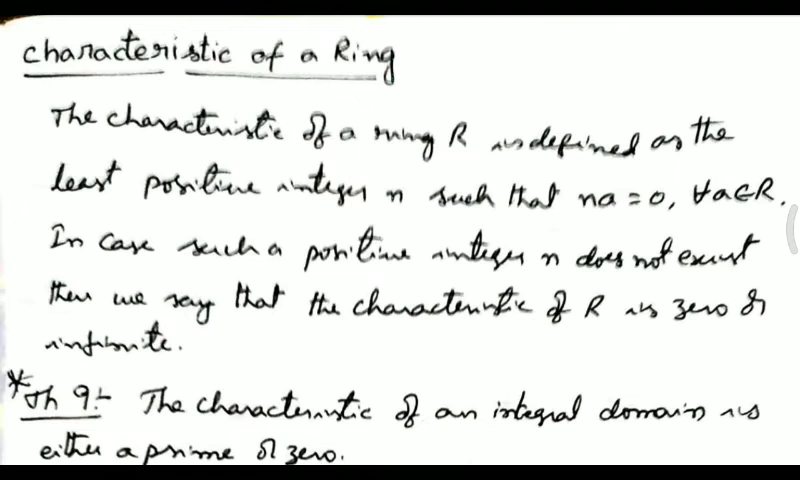 Characteristic of a Ring
The characteristic of a ring R is defined as the
least positive integer n such that na = 0, ∀a∈R.
In case such a positive integer n does not exist
then we say that the characteristic of R is zero or
infinite.
*Th 9:- The characteristic of an integral domain is
either a prime or zero.